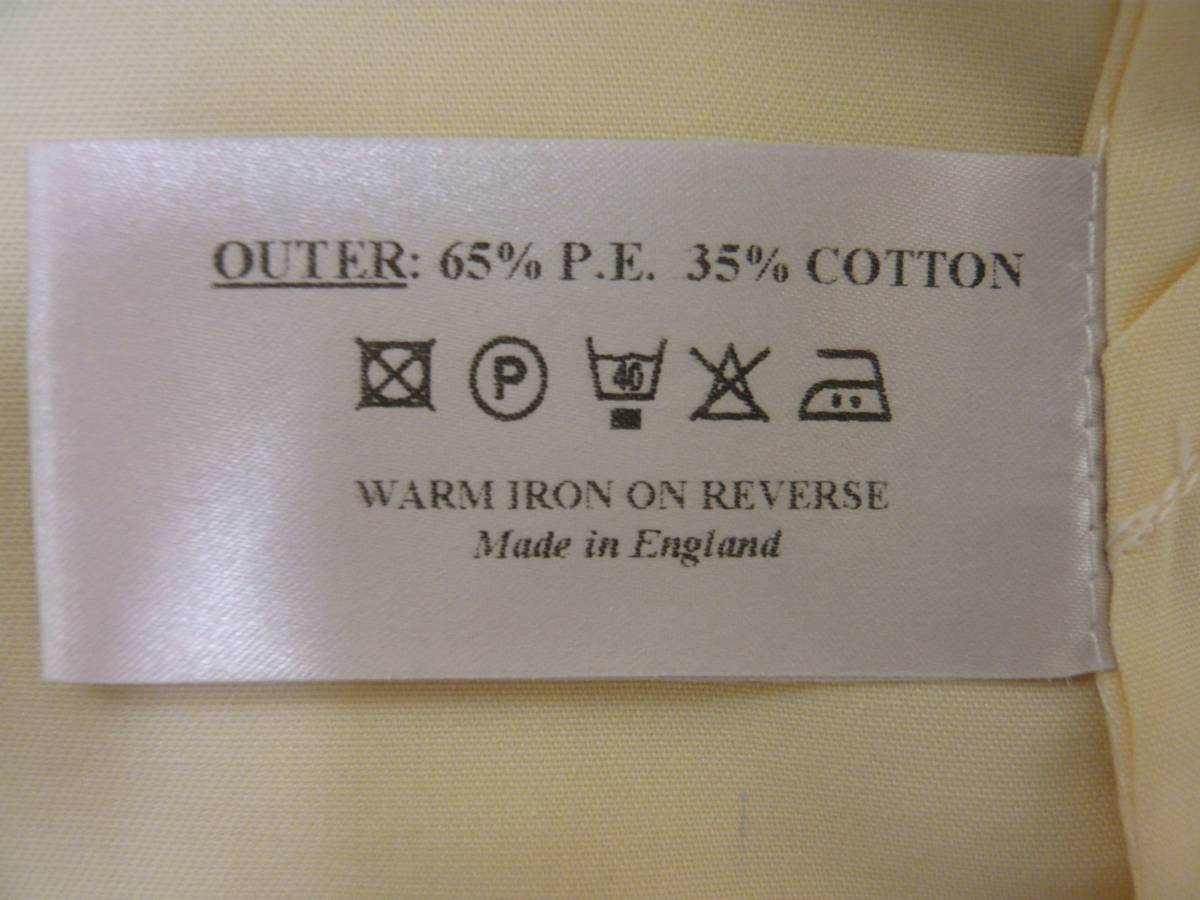 OUTER: 65% P.E. 35% COTTON
P 40
WARM IRON ON REVERSE
Made in England